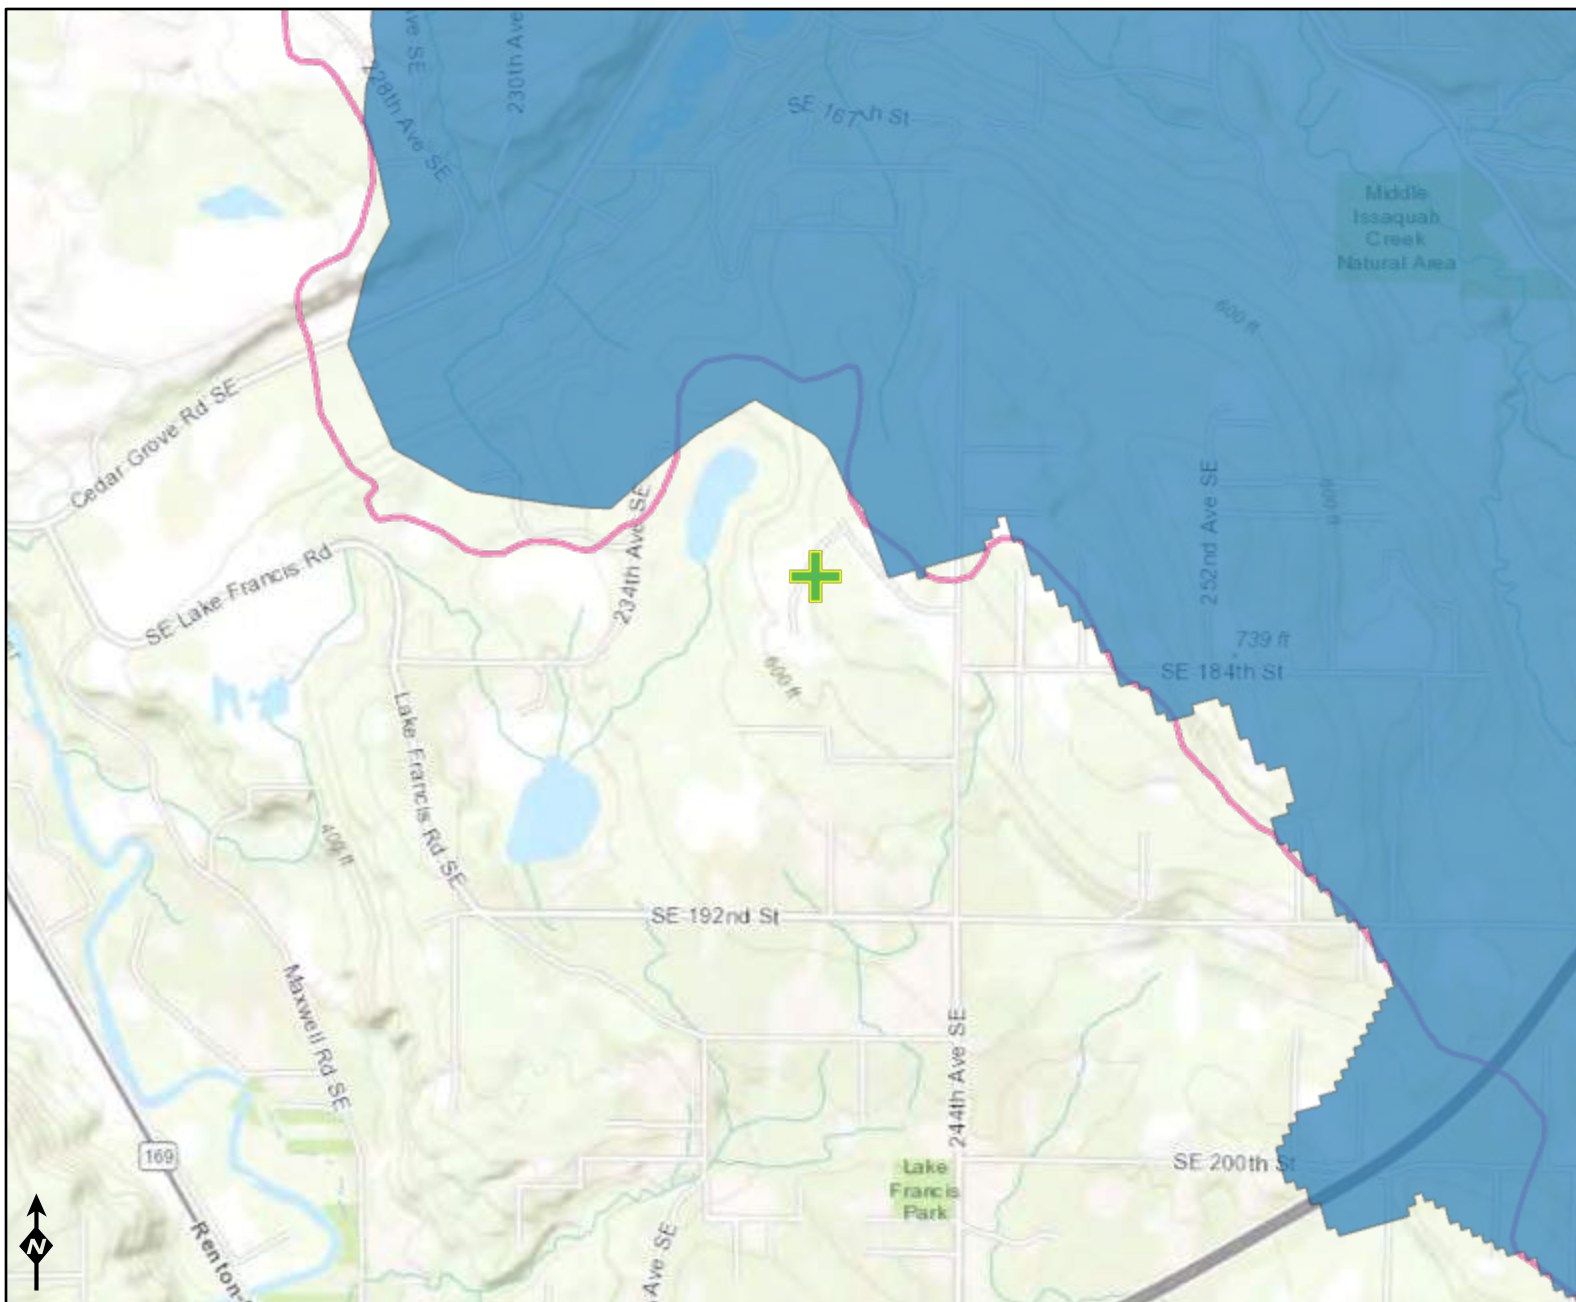 Ave SE
230th Ave
228th Ave SE
SE 167th St
Middle
Issaquah
Creek
Natural Area
600 ft
Cedar Grove Rd SE
252nd Ave SE
600 ft
234th Ave SE
SE Lake Francis Rd
739 ft
SE 184th St
600 ft
Lake Francis Rd SE
400 ft
SE 192nd St
Maxwell Rd SE
244th Ave SE
169
SE 200th St
Lake
Francis
Park
N
Renton-
Ave SE